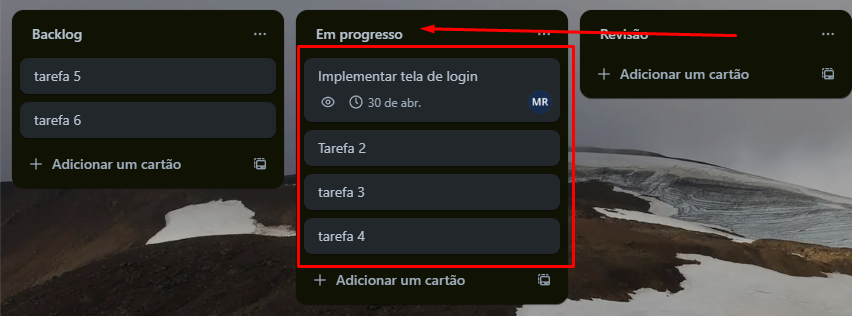 Backlog
tarefa 5
tarefa 6
Adicionar um cartão
Em progresso
Implementar tela de login
30 de abr.
MR
Tarefa 2
tarefa 3
tarefa 4
Adicionar um cartão
Revisão
Adicionar um cartão